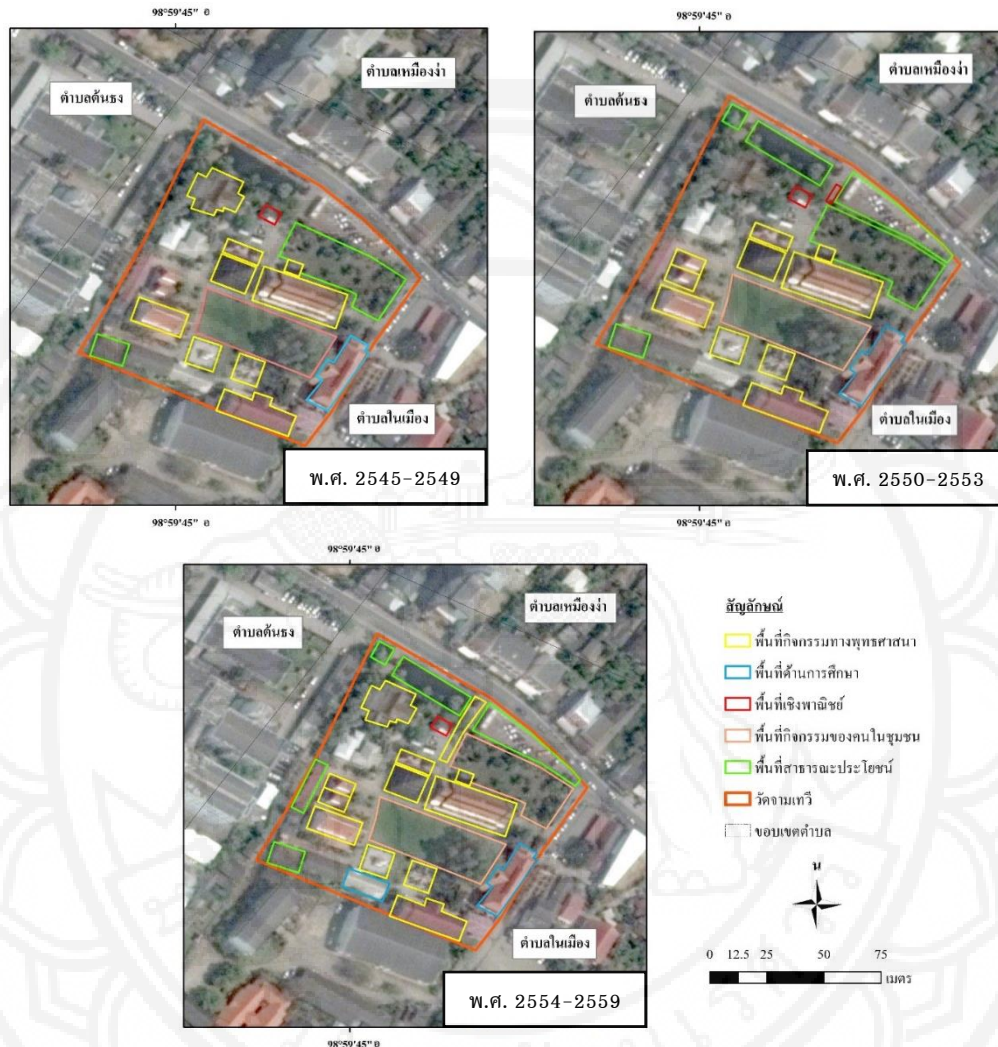 98°59'45" อ
98°59'45" อ
ตำบลเหมืองง่า
ตำบลต้นธง
ตำบลในเมือง
พ.ศ. 2545-2549
ตำบลเหมืองง่า
ตำบลต้นธง
ตำบลในเมือง
พ.ศ. 2550-2553
98°59'45" อ
98°59'45" อ
98°59'45" อ
ตำบลเหมืองง่า
ตำบลต้นธง
ตำบลในเมือง
พ.ศ. 2554-2559
98°59'45" อ
สัญลักษณ์
พื้นที่กิจกรรมทางพุทธศาสนา
พื้นที่ด้านการศึกษา
พื้นที่เชิงพาณิชย์
พื้นที่กิจกรรมของคนในชุมชน
พื้นที่สาธารณะประโยชน์
วัดจามเทวี
ขอบเขตตำบล
น
0 12.5 25 50 75
เมตร